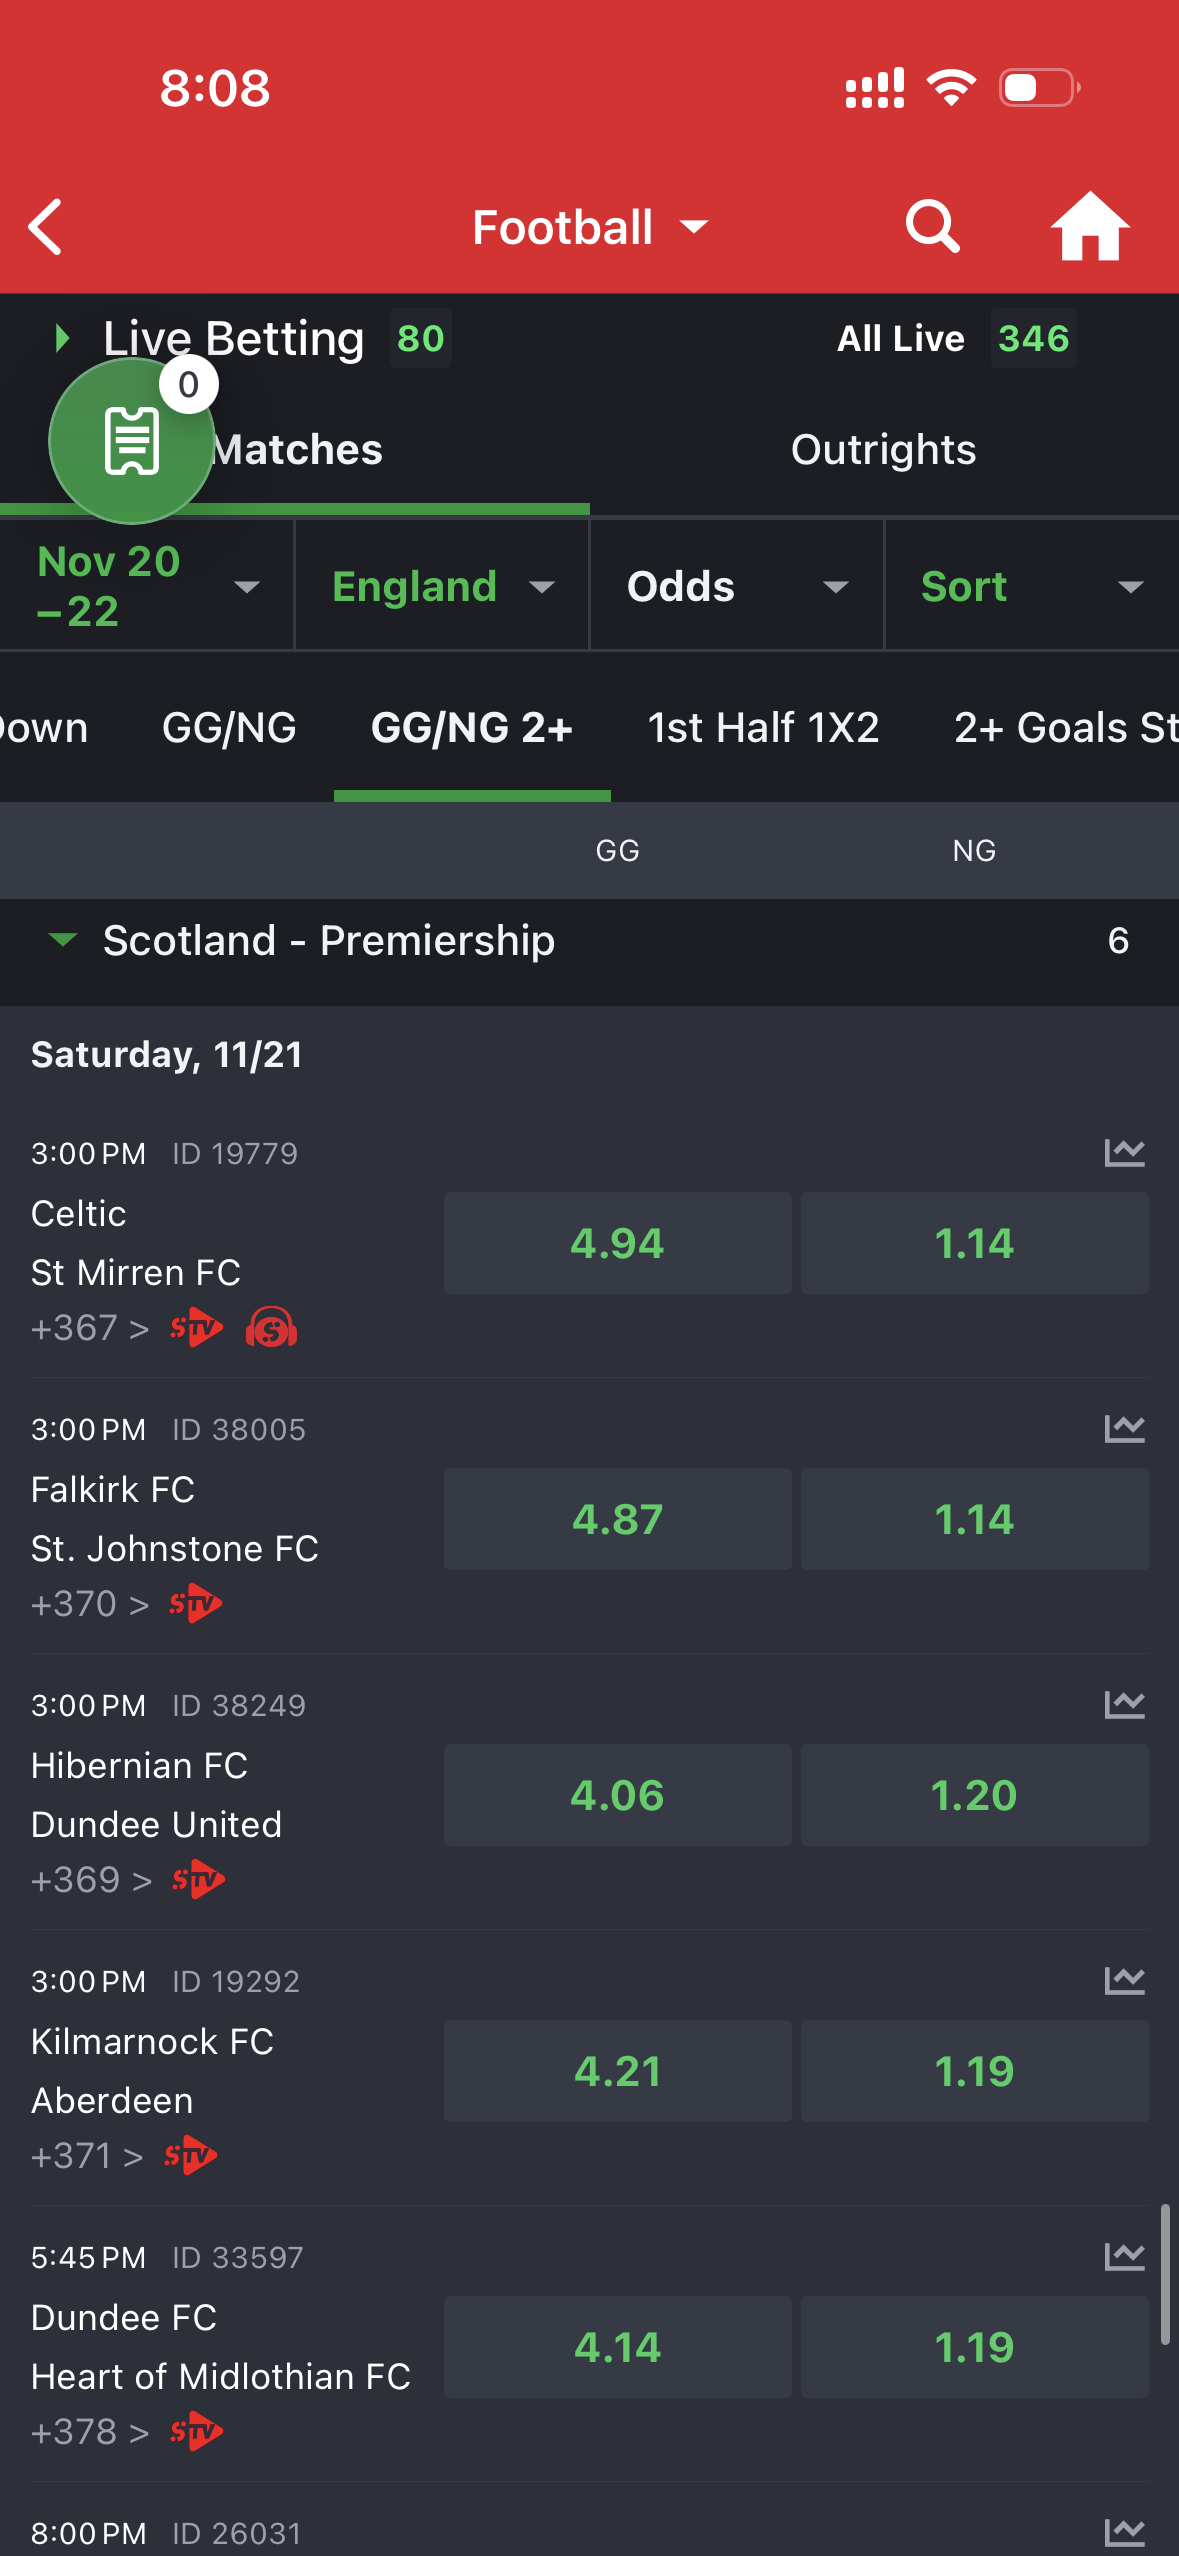 8:08
Football
Live Betting 80 All Live 346
0
Matches Outrights
Nov 20
–22
England Odds Sort
Down GG/NG GG/NG 2+ 1st Half 1X2 2+ Goals St
GG NG
Scotland - Premiership 6
Saturday, 11/21
3:00 PM ID 19779
Celtic
4.94 1.14
St Mirren FC
+367 > STV S
3:00 PM ID 38005
Falkirk FC
4.87 1.14
St. Johnstone FC
+370 > STV
3:00 PM ID 38249
Hibernian FC
4.06 1.20
Dundee United
+369 > STV
3:00 PM ID 19292
Kilmarnock FC
4.21 1.19
Aberdeen
+371 > STV
5:45 PM ID 33597
Dundee FC
4.14 1.19
Heart of Midlothian FC
+378 > STV
8:00 PM ID 26031